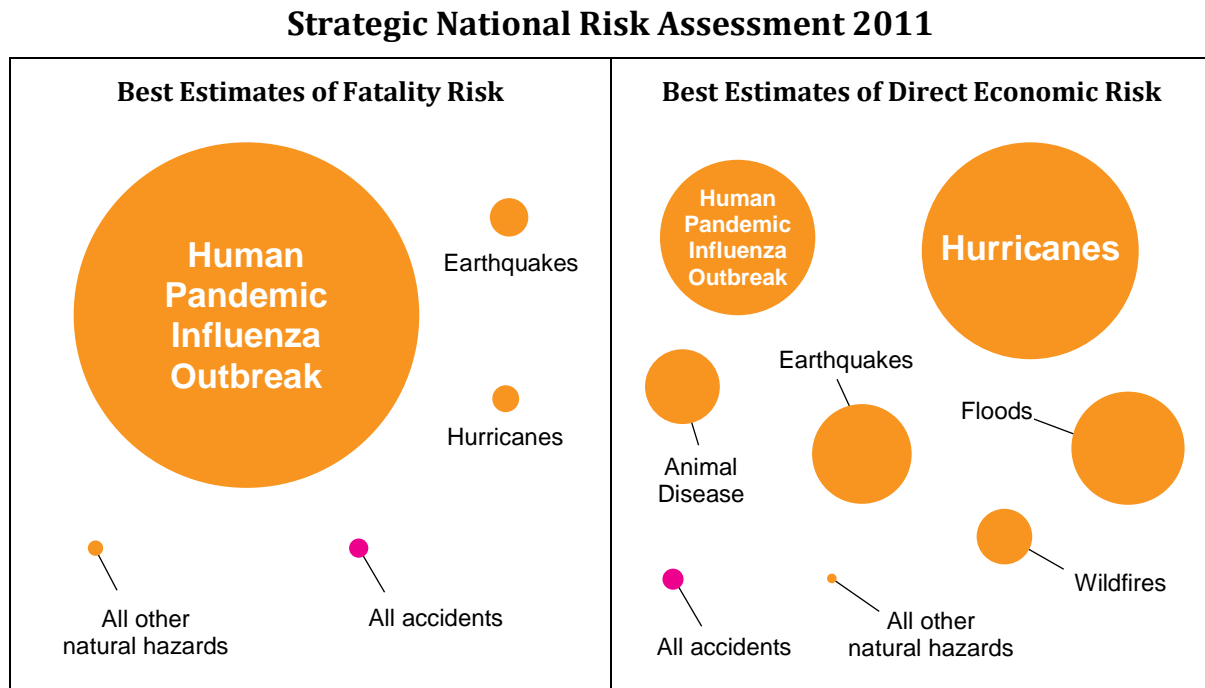 Strategic National Risk Assessment 2011
Best Estimates of Fatality Risk
Human
Pandemic
Influenza
Outbreak
Earthquakes
Hurricanes
All other
natural hazards
All accidents
Best Estimates of Direct Economic Risk
Human
Pandemic
Influenza
Outbreak
Hurricanes
Earthquakes
Floods
Animal
Disease
Wildfires
All accidents
All other
natural hazards